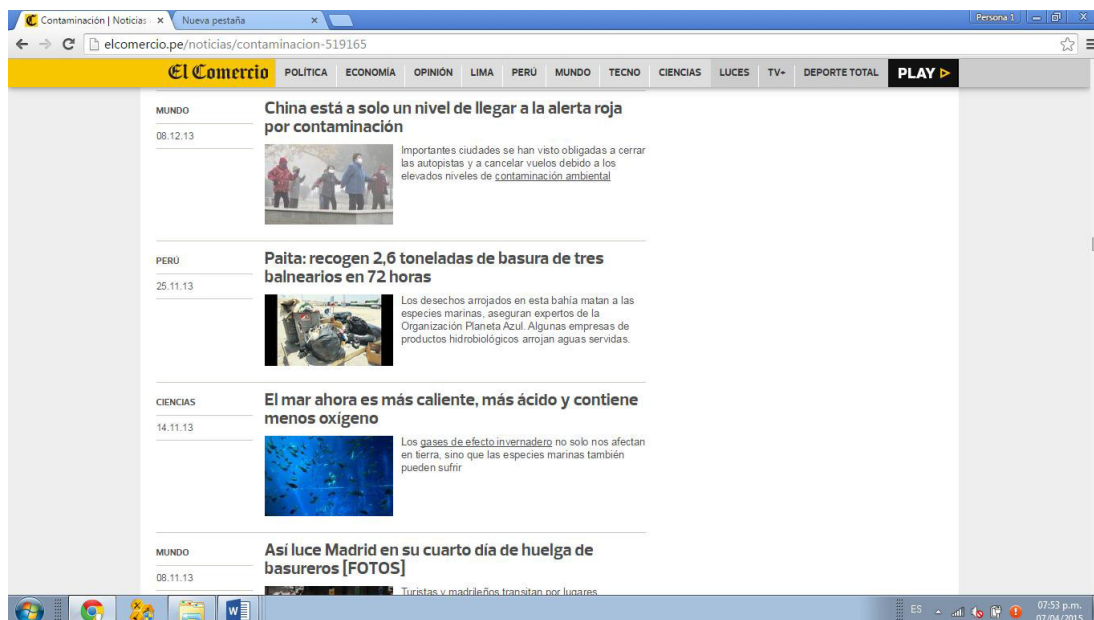 Contaminación | Noticias
Nueva pestaña
Persona 1
elcomercio.pe/noticias/contaminacion-519165
El Comercio POLÍTICA ECONOMÍA OPINIÓN LIMA PERÚ MUNDO TECNO CIENCIAS LUCES TV+ DEPORTE TOTAL PLAY
MUNDO
08.12.13
China está a solo un nivel de llegar a la alerta roja
por contaminación
Importantes ciudades se han visto obligadas a cerrar
las autopistas y a cancelar vuelos debido a los
elevados niveles de contaminación ambiental
PERÚ
25.11.13
Paita: recogen 2,6 toneladas de basura de tres
balnearios en 72 horas
Los desechos arrojados en esta bahía matan a las
especies marinas, aseguran expertos de la
Organización Planeta Azul. Algunas empresas de
productos hidrobiológicos arrojan aguas servidas.
CIENCIAS
14.11.13
El mar ahora es más caliente, más ácido y contiene
menos oxígeno
Los gases de efecto invernadero no solo nos afectan
en tierra, sino que las especies marinas también
pueden sufrir
MUNDO
08.11.13
Así luce Madrid en su cuarto día de huelga de
basureros [FOTOS]
Turistas y madrileños transitan por lugares
ES
07:53 p.m.
07/04/2015